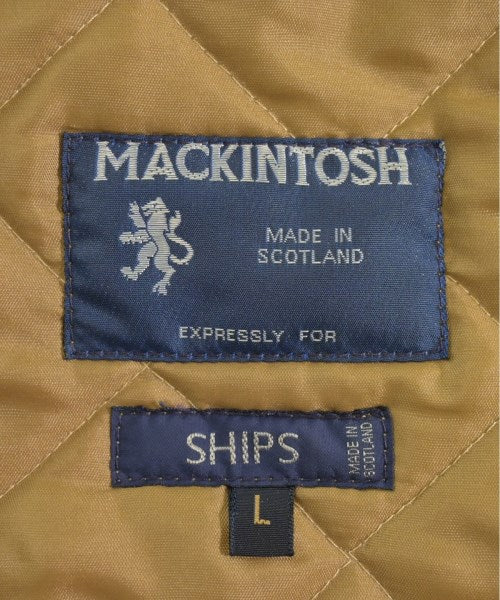 MACKINTOSH
MADE IN
SCOTLAND
EXPRESSLY FOR
SHIPS
MADE IN
SCOTLAND
L